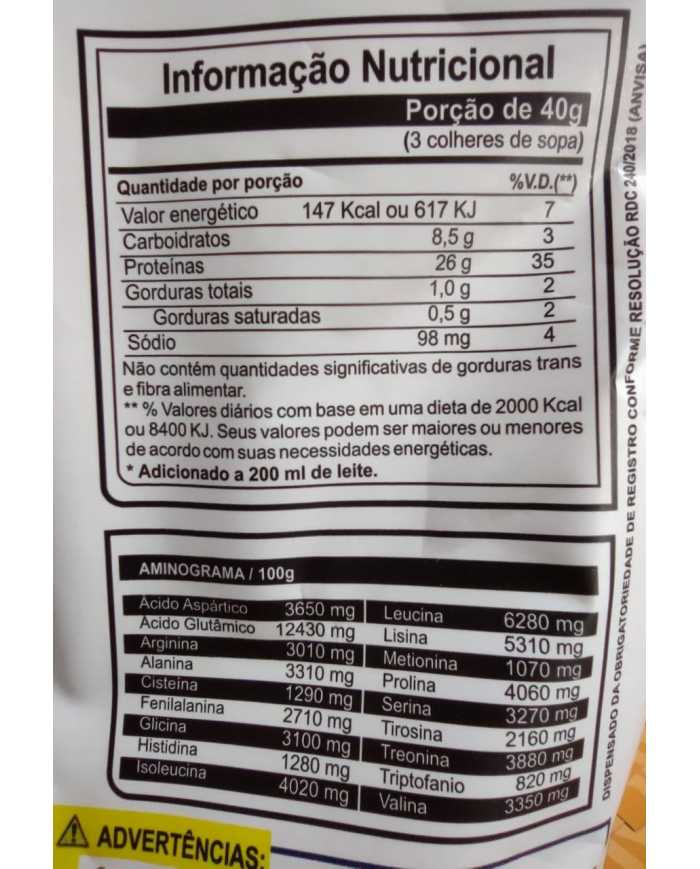 Informação Nutricional
Porção de 40g
(3 colheres de sopa)
Quantidade por porção %V.D.(**)
Valor energético 147 Kcal ou 617 KJ 7
Carboidratos 8,5 g 3
Proteínas 26 g 35
Gorduras totais 1,0 g 2
Gorduras saturadas 0,5 g 2
Sódio 98 mg 4
Não contém quantidades significativas de gorduras trans
e fibra alimentar.
** % Valores diários com base em uma dieta de 2000 Kcal
ou 8400 KJ. Seus valores podem ser maiores ou menores
de acordo com suas necessidades energéticas.
* Adicionado a 200 ml de leite.
AMINOGRAMA / 100g
Ácido Aspártico 3650 mg Leucina 6280 mg
Ácido Glutâmico 12430 mg Lisina 5310 mg
Arginina 3010 mg Metionina 1070 mg
Alanina 3310 mg Prolina 4060 mg
Cisteína 1290 mg Serina 3270 mg
Fenilalanina 2710 mg Tirosina 2160 mg
Glicina 3100 mg Treonina 3880 mg
Histidina 1280 mg Triptofanio 820 mg
Isoleucina 4020 mg Valina 3350 mg
DISPENSADO DA OBRIGATORIEDADE DE REGISTRO CONFORME RESOLUÇÃO RDC 240/2018 (ANVISA)
ADVERTÊNCIAS: